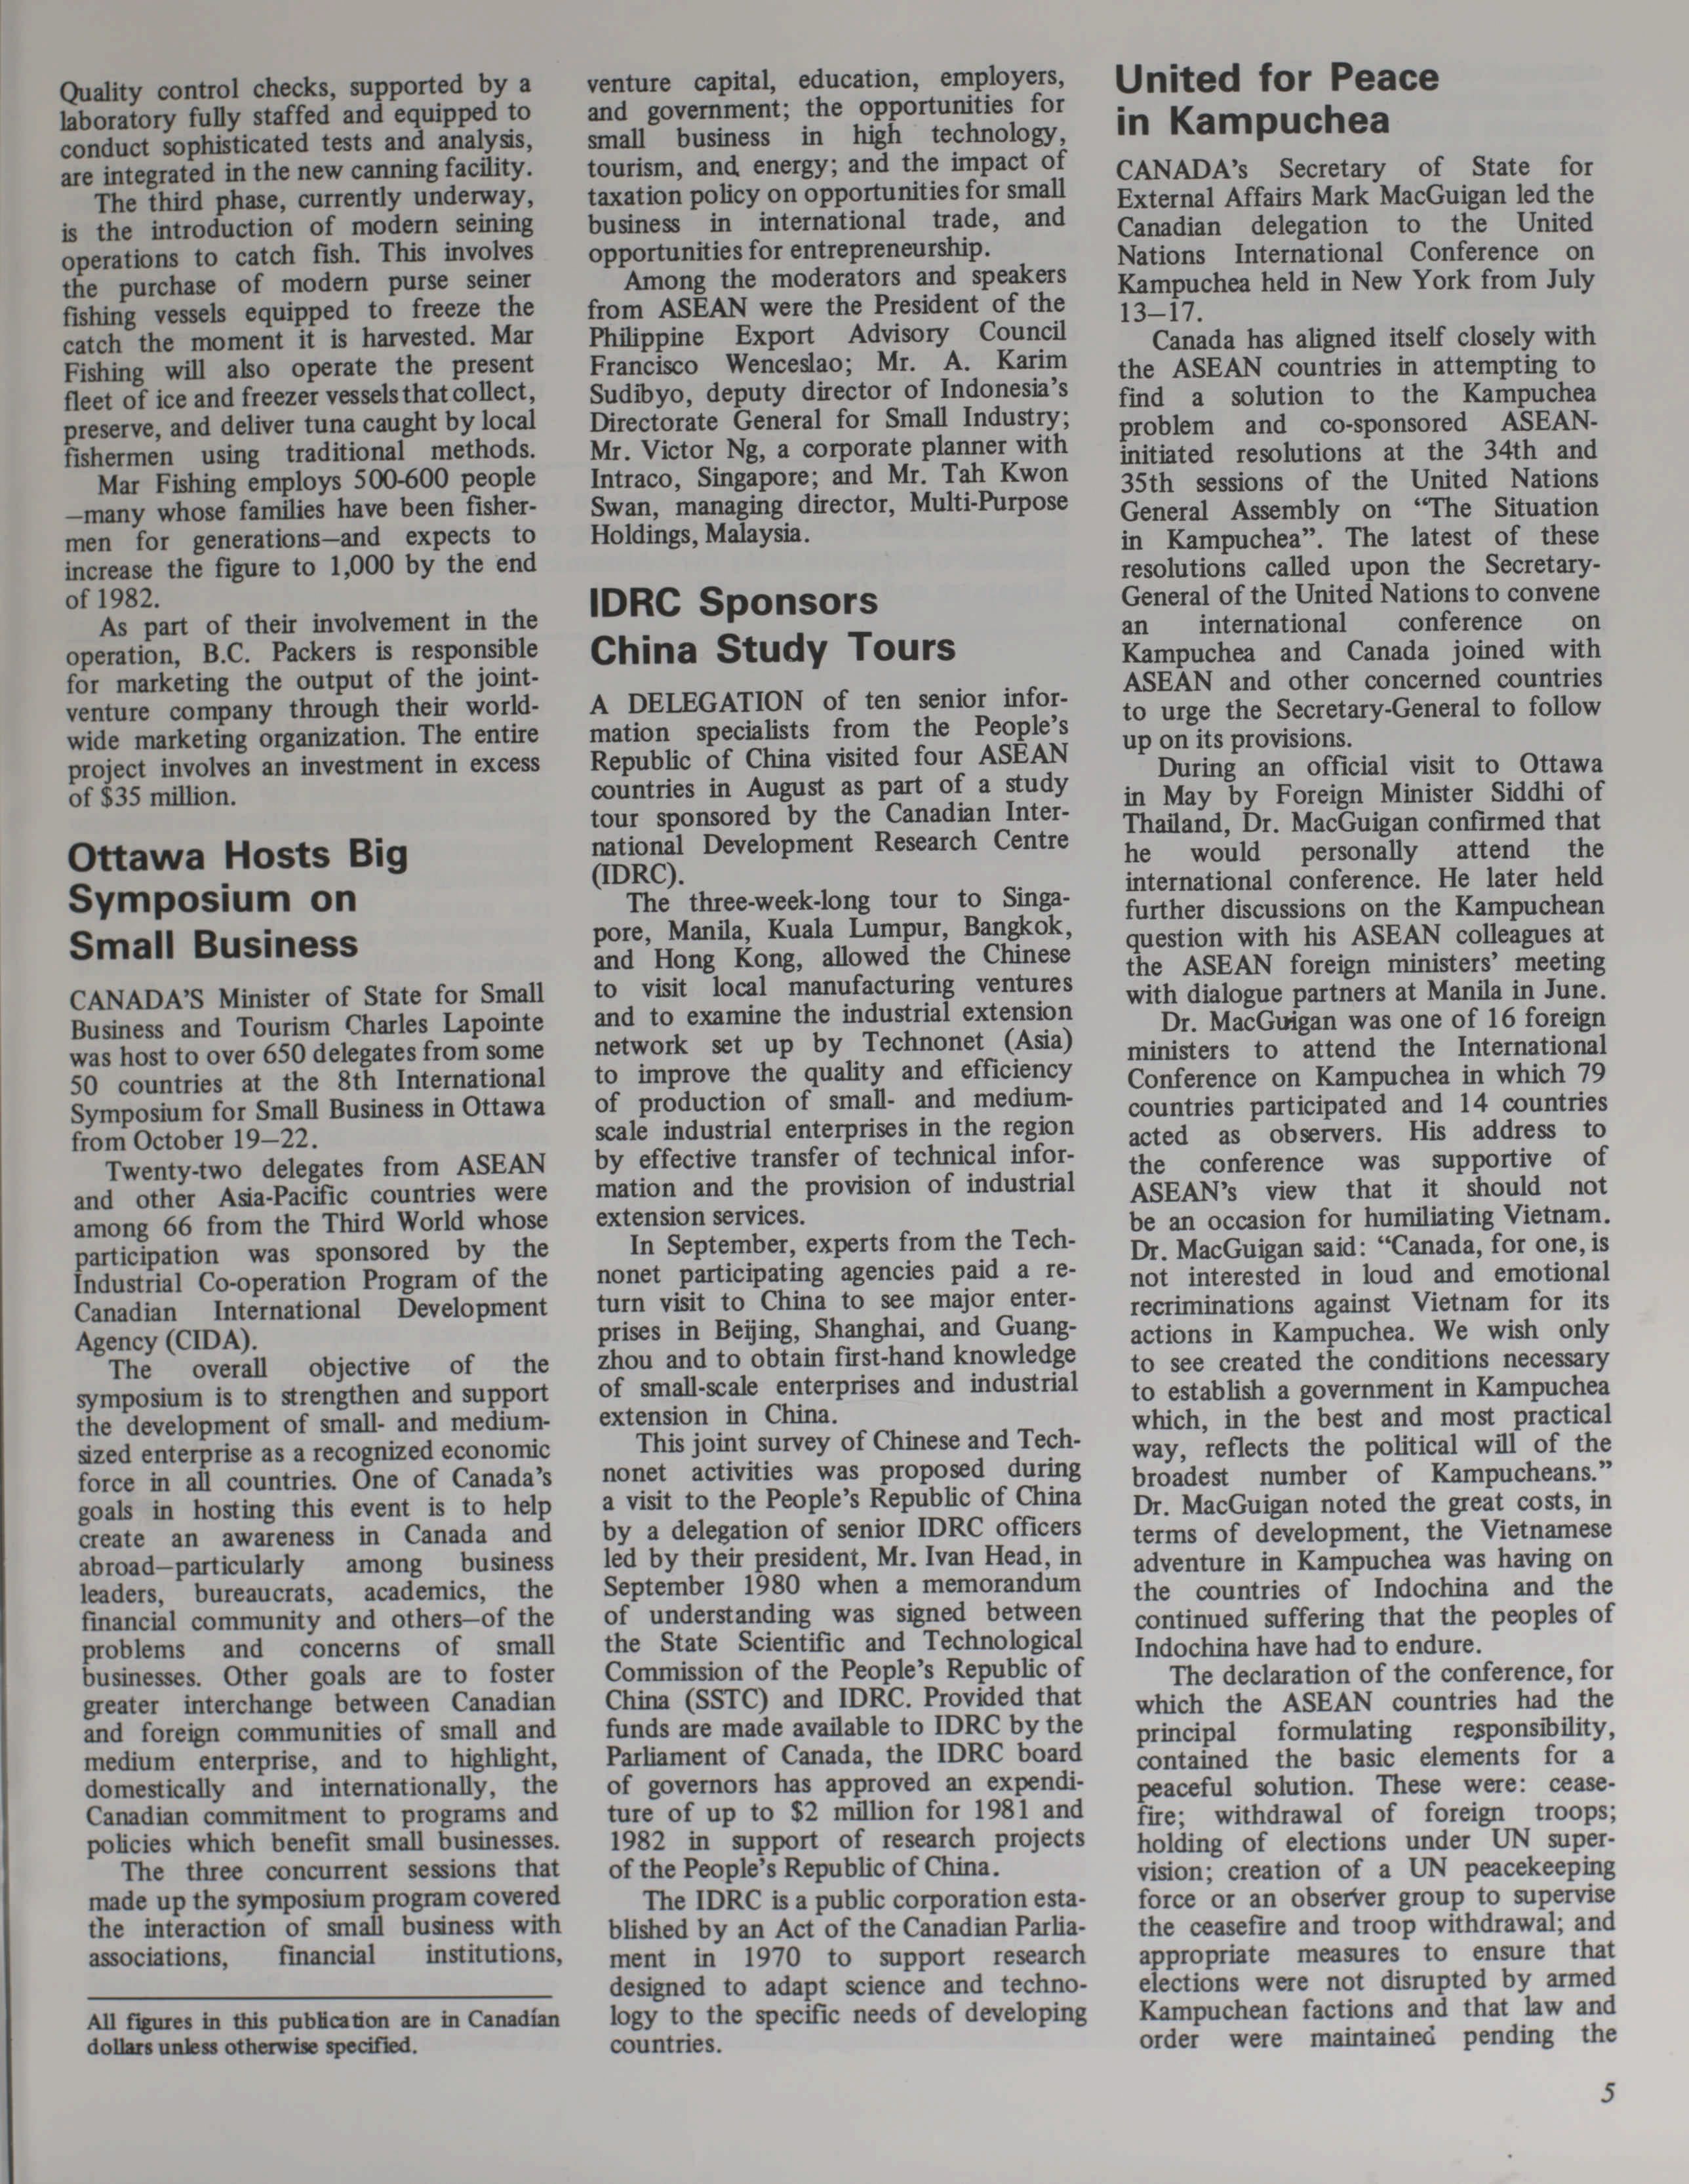 Quality control checks, supported by a
laboratory fully staffed and equipped to
conduct sophisticated tests and analysis,
are integrated in the new canning facility.
The third phase, currently underway,
is the introduction of modern seining
operations to catch fish. This involves
the purchase of modern purse seiner
fishing vessels equipped to freeze the
catch the moment it is harvested. Mar
Fishing will also operate the present
fleet of ice and freezer vessels that collect,
preserve, and deliver tuna caught by local
fishermen using traditional methods.
Mar Fishing employs 500-600 people
—many whose families have been fisher-
men for generations—and expects to
increase the figure to 1,000 by the end
of 1982.
As part of their involvement in the
operation, B.C. Packers is responsible
for marketing the output of the joint-
venture company through their world-
wide marketing organization. The entire
project involves an investment in excess
of $35 million.
Ottawa Hosts Big
Symposium on
Small Business
CANADA'S Minister of State for Small
Business and Tourism Charles Lapointe
was host to over 650 delegates from some
50 countries at the 8th International
Symposium for Small Business in Ottawa
from October 19–22.
Twenty-two delegates from ASEAN
and other Asia-Pacific countries were
among 66 from the Third World whose
participation was sponsored by the
Industrial Co-operation Program of the
Canadian International Development
Agency (CIDA).
The overall objective of the
symposium is to strengthen and support
the development of small- and medium-
sized enterprise as a recognized economic
force in all countries. One of Canada's
goals in hosting this event is to help
create an awareness in Canada and
abroad—particularly among business
leaders, bureaucrats, academics, the
financial community and others—of the
problems and concerns of small
businesses. Other goals are to foster
greater interchange between Canadian
and foreign communities of small and
medium enterprise, and to highlight,
domestically and internationally, the
Canadian commitment to programs and
policies which benefit small businesses.
The three concurrent sessions that
made up the symposium program covered
the interaction of small business with
associations, financial institutions,
All figures in this publication are in Canadian
dollars unless otherwise specified.
venture capital, education, employers,
and government; the opportunities for
small business in high technology,
tourism, and energy; and the impact of
taxation policy on opportunities for small
business in international trade, and
opportunities for entrepreneurship.
Among the moderators and speakers
from ASEAN were the President of the
Philippine Export Advisory Council
Francisco Wenceslao; Mr. A. Karim
Sudibyo, deputy director of Indonesia's
Directorate General for Small Industry;
Mr. Victor Ng, a corporate planner with
Intraco, Singapore; and Mr. Tah Kwon
Swan, managing director, Multi-Purpose
Holdings, Malaysia.
IDRC Sponsors
China Study Tours
A DELEGATION of ten senior infor-
mation specialists from the People's
Republic of China visited four ASEAN
countries in August as part of a study
tour sponsored by the Canadian Inter-
national Development Research Centre
(IDRC).
The three-week-long tour to Singa-
pore, Manila, Kuala Lumpur, Bangkok,
and Hong Kong, allowed the Chinese
to visit local manufacturing ventures
and to examine the industrial extension
network set up by Technonet (Asia)
to improve the quality and efficiency
of production of small- and medium-
scale industrial enterprises in the region
by effective transfer of technical infor-
mation and the provision of industrial
extension services.
In September, experts from the Tech-
nonet participating agencies paid a re-
turn visit to China to see major enter-
prises in Beijing, Shanghai, and Guang-
zhou and to obtain first-hand knowledge
of small-scale enterprises and industrial
extension in China.
This joint survey of Chinese and Tech-
nonet activities was proposed during
a visit to the People's Republic of China
by a delegation of senior IDRC officers
led by their president, Mr. Ivan Head, in
September 1980 when a memorandum
of understanding was signed between
the State Scientific and Technological
Commission of the People's Republic of
China (SSTC) and IDRC. Provided that
funds are made available to IDRC by the
Parliament of Canada, the IDRC board
of governors has approved an expendi-
ture of up to $2 million for 1981 and
1982 in support of research projects
of the People's Republic of China.
The IDRC is a public corporation esta-
blished by an Act of the Canadian Parlia-
ment in 1970 to support research
designed to adapt science and techno-
logy to the specific needs of developing
countries.
United for Peace
in Kampuchea
CANADA's Secretary of State for
External Affairs Mark MacGuigan led the
Canadian delegation to the United
Nations International Conference on
Kampuchea held in New York from July
13–17.
Canada has aligned itself closely with
the ASEAN countries in attempting to
find a solution to the Kampuchea
problem and co-sponsored ASEAN-
initiated resolutions at the 34th and
35th sessions of the United Nations
General Assembly on “The Situation
in Kampuchea”. The latest of these
resolutions called upon the Secretary-
General of the United Nations to convene
an international conference on
Kampuchea and Canada joined with
ASEAN and other concerned countries
to urge the Secretary-General to follow
up on its provisions.
During an official visit to Ottawa
in May by Foreign Minister Siddhi of
Thailand, Dr. MacGuigan confirmed that
he would personally attend the
international conference. He later held
further discussions on the Kampuchean
question with his ASEAN colleagues at
the ASEAN foreign ministers' meeting
with dialogue partners at Manila in June.
Dr. MacGuigan was one of 16 foreign
ministers to attend the International
Conference on Kampuchea in which 79
countries participated and 14 countries
acted as observers. His address to
the conference was supportive of
ASEAN's view that it should not
be an occasion for humiliating Vietnam.
Dr. MacGuigan said: “Canada, for one, is
not interested in loud and emotional
recriminations against Vietnam for its
actions in Kampuchea. We wish only
to see created the conditions necessary
to establish a government in Kampuchea
which, in the best and most practical
way, reflects the political will of the
broadest number of Kampucheans.”
Dr. MacGuigan noted the great costs, in
terms of development, the Vietnamese
adventure in Kampuchea was having on
the countries of Indochina and the
continued suffering that the peoples of
Indochina have had to endure.
The declaration of the conference, for
which the ASEAN countries had the
principal formulating responsibility,
contained the basic elements for a
peaceful solution. These were: cease-
fire; withdrawal of foreign troops;
holding of elections under UN super-
vision; creation of a UN peacekeeping
force or an observer group to supervise
the ceasefire and troop withdrawal; and
appropriate measures to ensure that
elections were not disrupted by armed
Kampuchean factions and that law and
order were maintained pending the
5